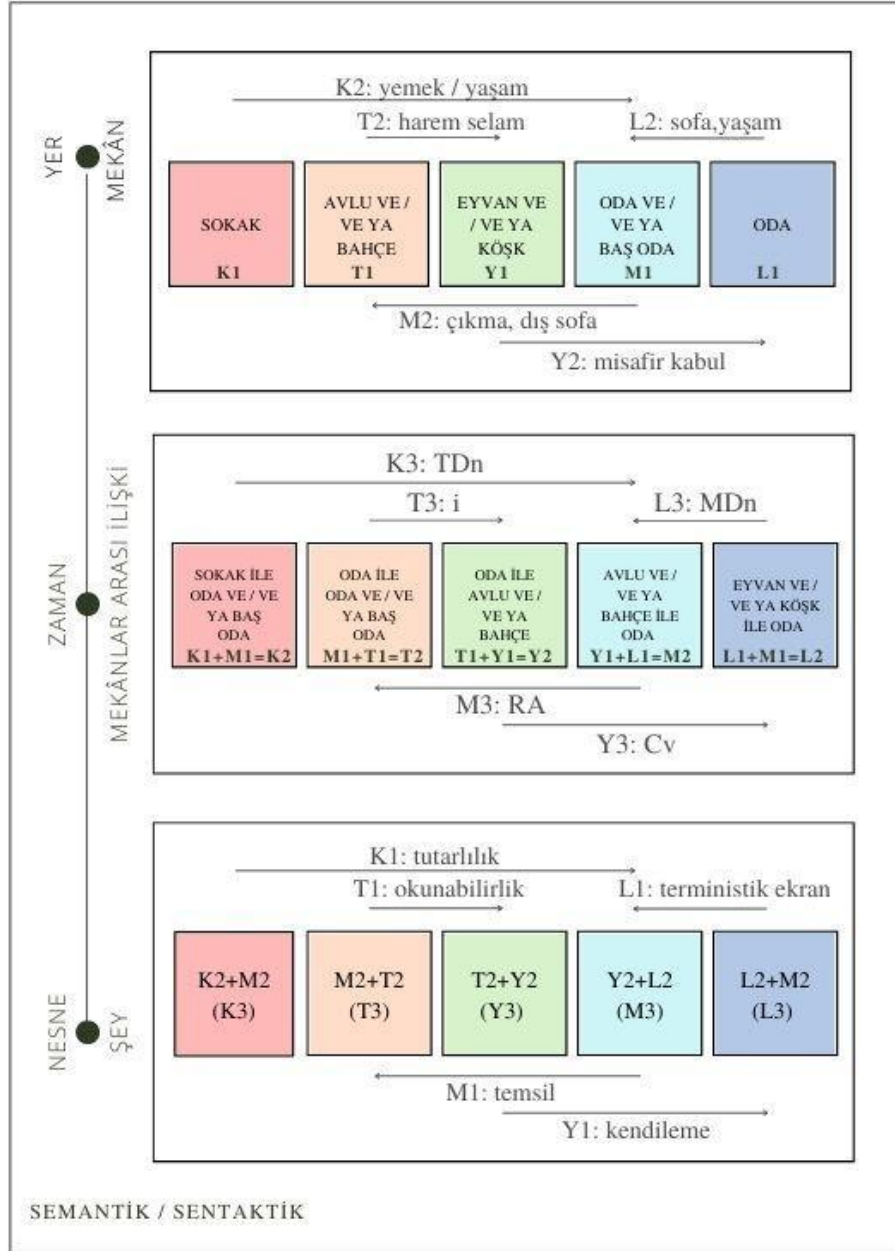 YER
MEKÂN
K2: yemek / yaşam
T2: harem selam
L2: sofa,yaşam
SOKAK
K1
AVLU VE /
VE YA
BAHÇE
T1
EYVAN VE
/ VE YA
KÖŞK
Y1
ODA VE /
VE YA
BAŞ ODA
M1
ODA
L1
M2: çıkma, dış sofa
Y2: misafir kabul
ZAMAN
MEKÂNLAR ARASI İLİŞKİ
K3: TDn
T3: i
L3: MDn
SOKAK İLE
ODA VE / VE
YA BAŞ
ODA
K1+M1=K2
ODA İLE
ODA VE / VE
YA BAŞ
ODA
M1+T1=T2
ODA İLE
AVLU VE /
VE YA
BAHÇE
T1+Y1=Y2
AVLU VE /
VE YA
BAHÇE İLE
ODA
Y1+L1=M2
EYVAN VE /
VE YA KÖŞK
İLE ODA
L1+M1=L2
M3: RA
Y3: Cv
NESNE
ŞEY
K1: tutarlılık
T1: okunabilirlik
L1: terministik ekran
K2+M2
(K3)
M2+T2
(T3)
T2+Y2
(Y3)
Y2+L2
(M3)
L2+M2
(L3)
M1: temsil
Y1: kendileme
SEMANTİK / SENTAKTİK